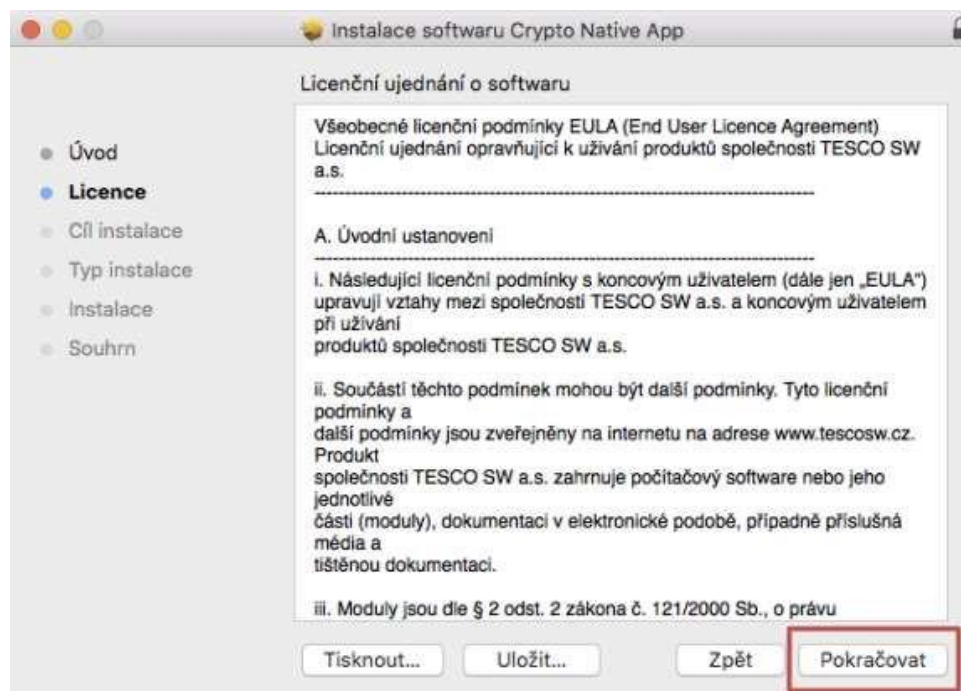 Instalace softwaru Crypto Native App
Licenční ujednání o softwaru
Úvod
Licence
Cíl instalace
Typ instalace
Instalace
Souhrn
Všeobecné licenční podmínky EULA (End User Licence Agreement)
Licenční ujednání opravňující k užívání produktů společnosti TESCO SW
a.s.
--------------------------------------------------------------------------------
A. Úvodní ustanovení
--------------------------------------------------------------------------------
i. Následující licenční podmínky s koncovým uživatelem (dále jen „EULA“)
upravují vztahy mezi společností TESCO SW a.s. a koncovým uživatelem
při užívání
produktů společnosti TESCO SW a.s.
ii. Součástí těchto podmínek mohou být další podmínky. Tyto licenční
podmínky a
další podmínky jsou zveřejněny na internetu na adrese www.tescosw.cz.
Produkt
společnosti TESCO SW a.s. zahrnuje počítačový software nebo jeho
jednotlivé
části (moduly), dokumentaci v elektronické podobě, případně příslušná
média a
tištěnou dokumentaci.
iii. Moduly jsou dle § 2 odst. 2 zákona č. 121/2000 Sb., o právu
Tisknout...
Uložit...
Zpět
Pokračovat